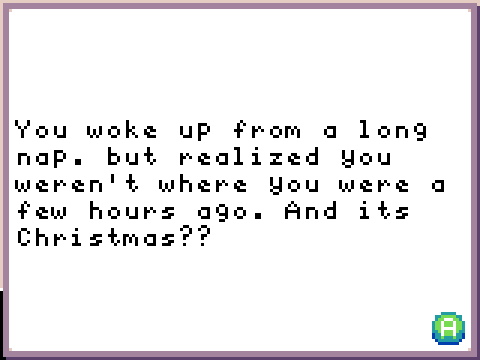 You woke up from a long
nap. but realized you
weren't where you were a
few hours ago. And its
Christmas??
A